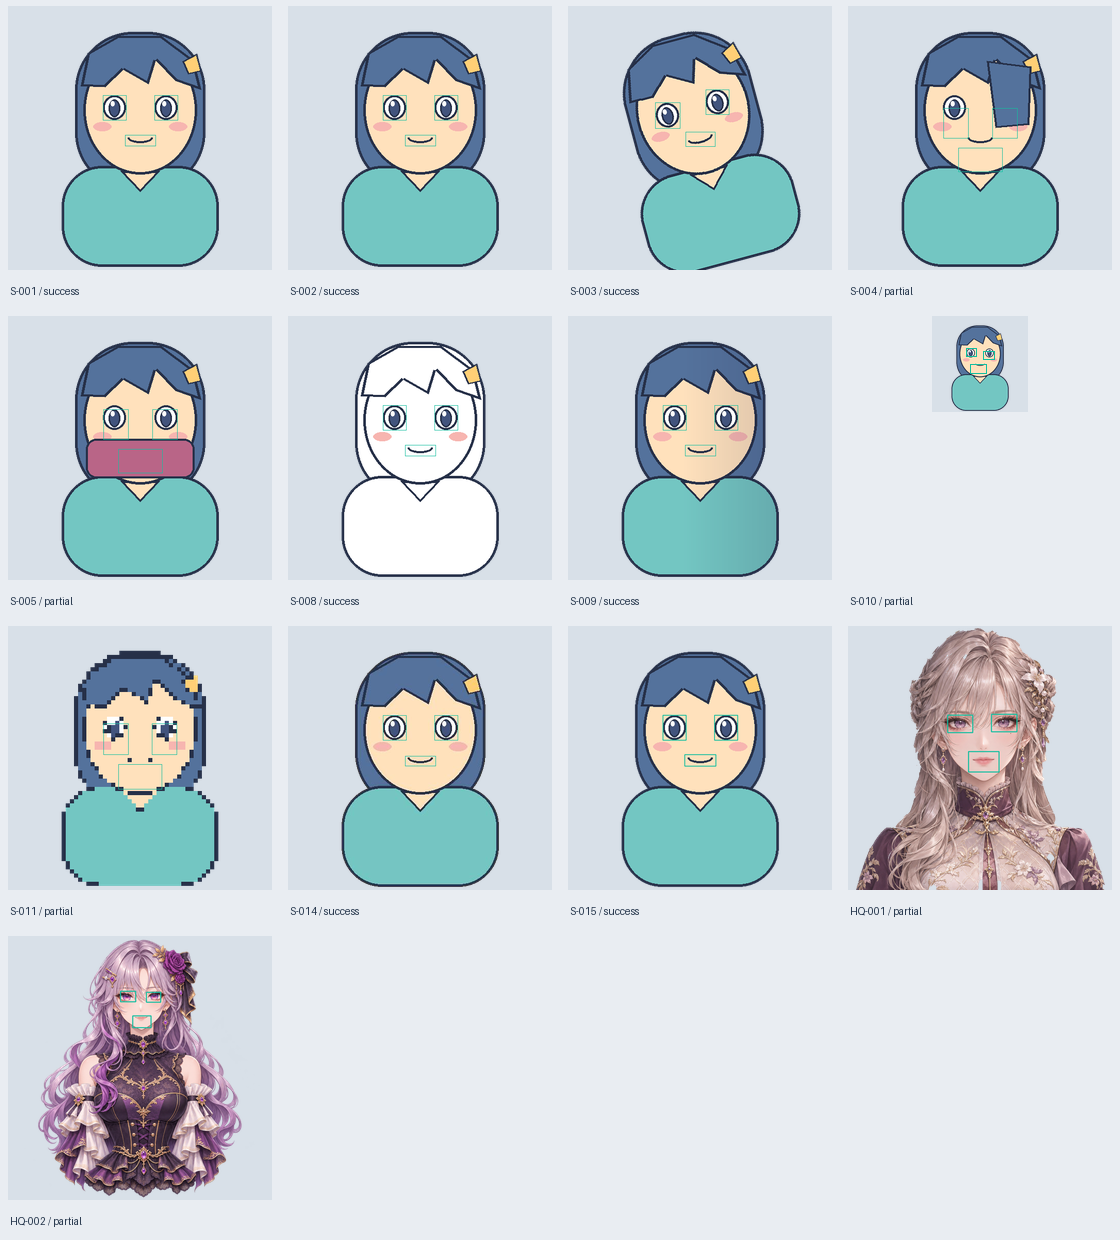 S-001 / success
S-002 / success
S-003 / success
S-004 / partial
S-005 / partial
S-008 / success
S-009 / success
S-010 / partial
S-011 / partial
S-014 / success
S-015 / success
HQ-001 / partial
HQ-002 / partial